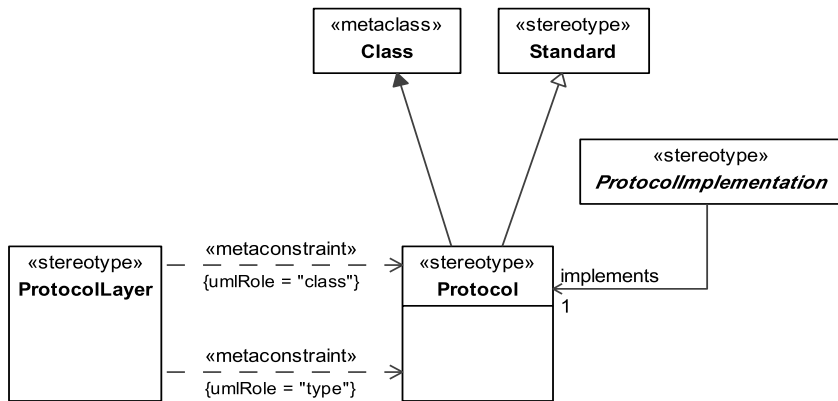 «metaclass»
Class
«stereotype»
Standard
«stereotype»
ProtocolImplementation
«stereotype»
ProtocolLayer
«metaconstraint»
{umlRole = "class"}
«stereotype»
Protocol
implements
1
«metaconstraint»
{umlRole = "type"}